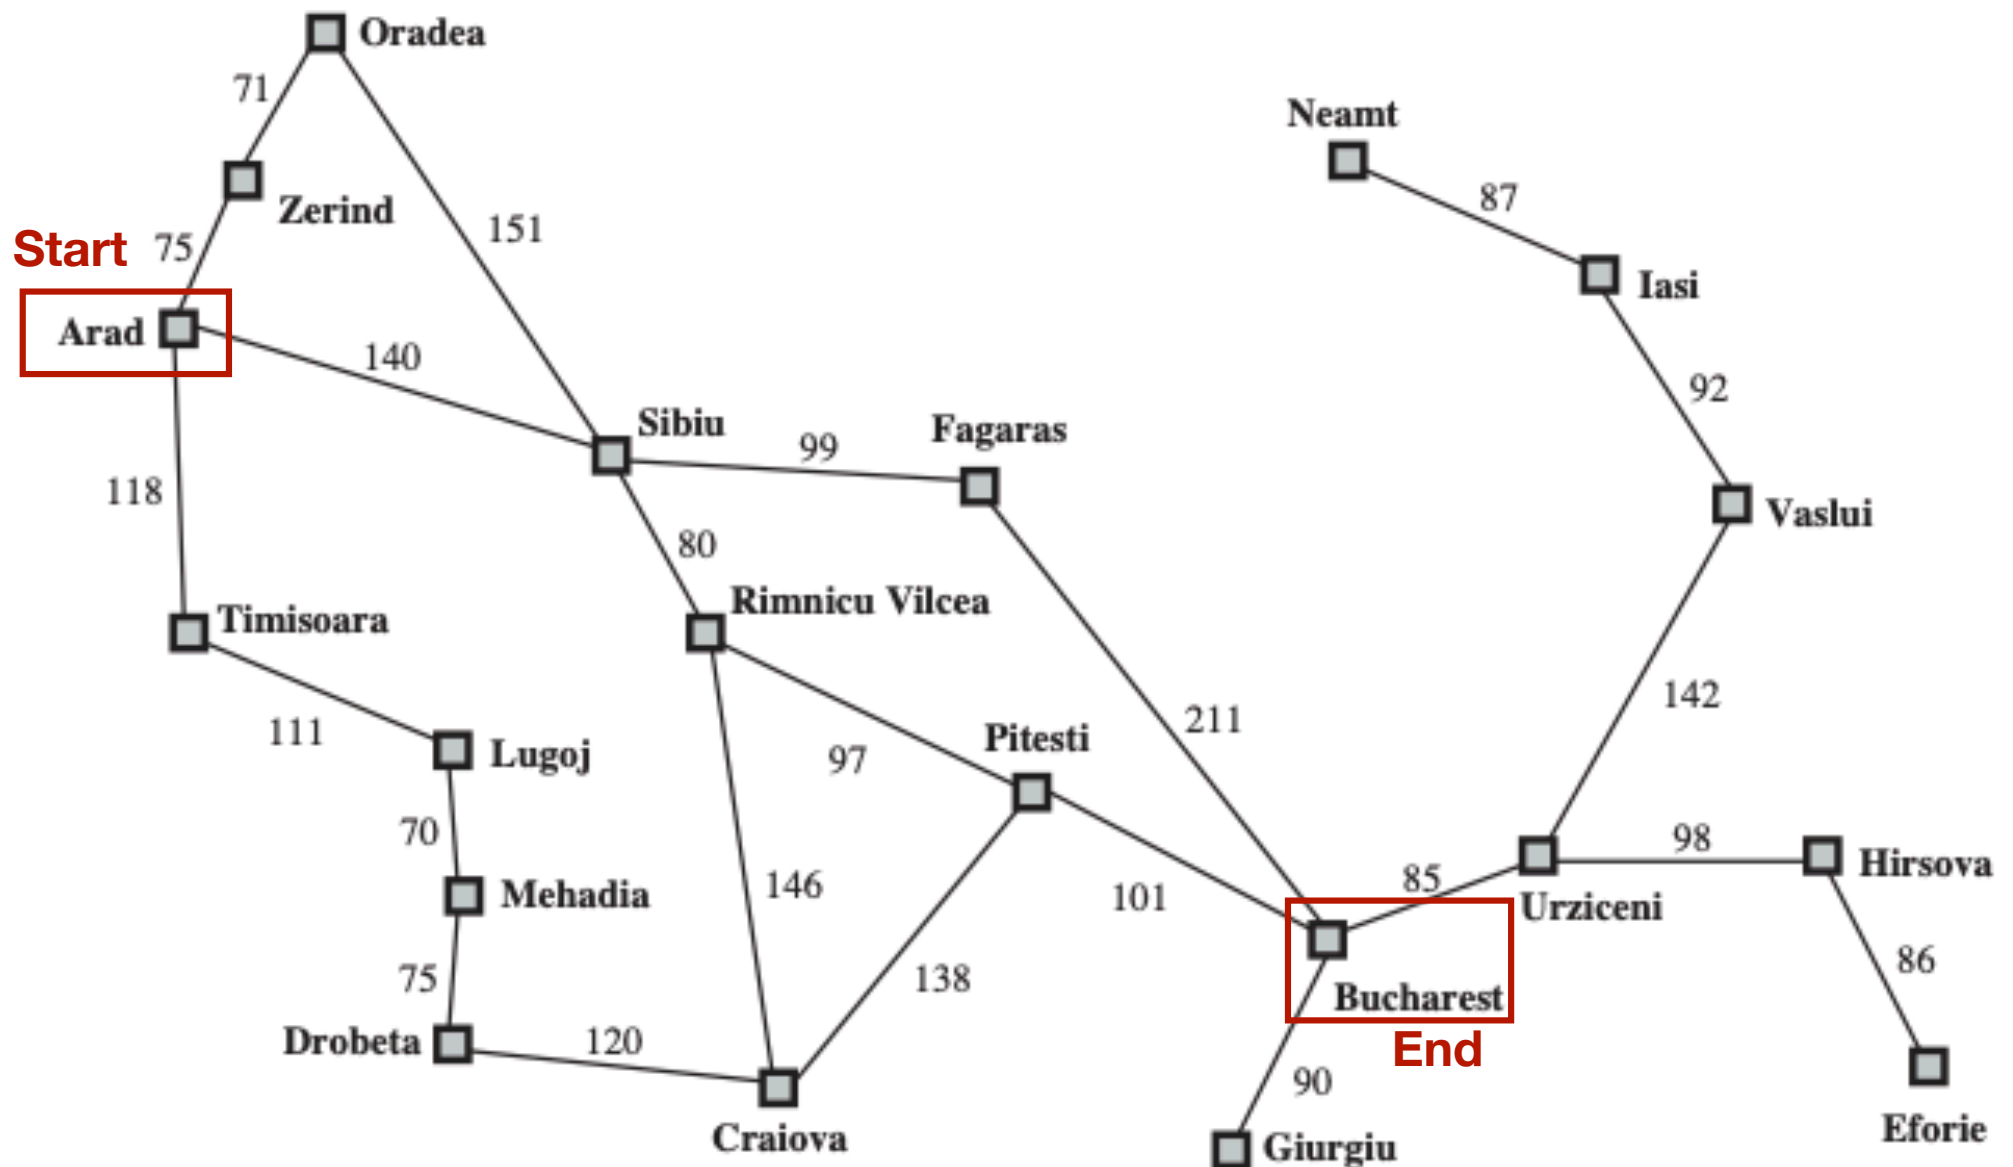 Oradea
71
Neamt
87
Zerind
151
75
Start
Iasi
Arad
140
92
Sibiu
99
Fagaras
118
Vaslui
80
Timisoara
Rimnicu Vilcea
142
111
Lugoj
97
Pitesti
211
70
98
Hirsova
146
85
Mehadia
101
Urziceni
86
75
138
Bucharest
Drobeta
120
End
90
Craiova
Giurgiu
Eforie